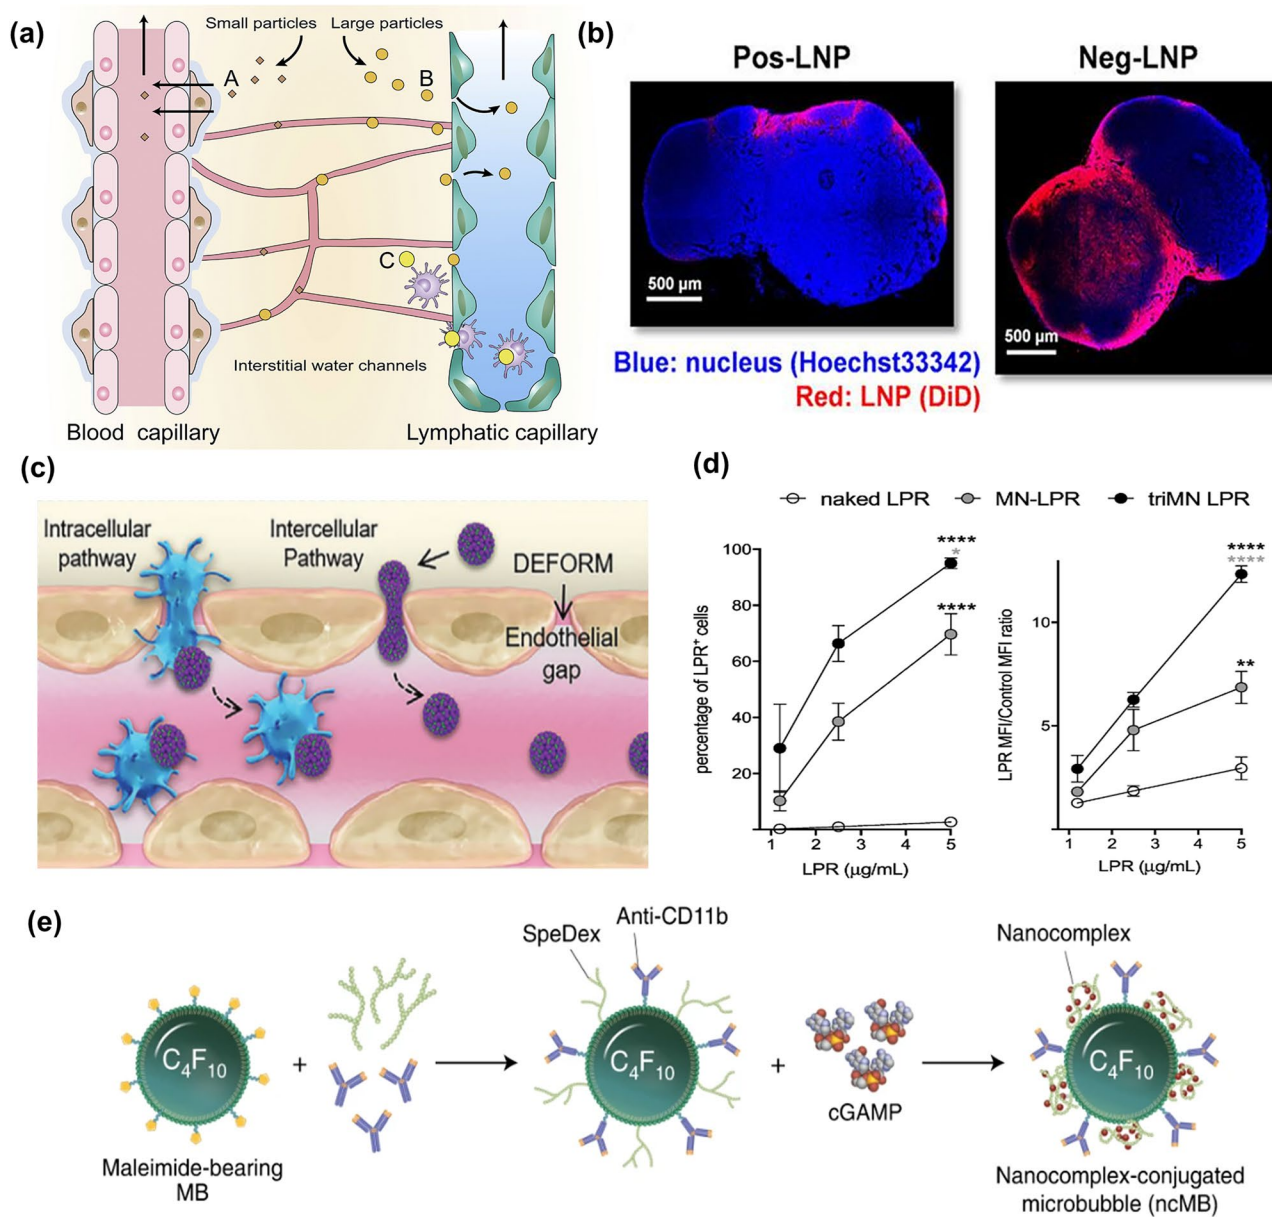 (a)
Small particles
Large particles
A
B
C
Interstitial water channels
Blood capillary
Lymphatic capillary
(b)
Pos-LNP
Neg-LNP
500 µm
500 µm
Blue: nucleus (Hoechst33342)
Red: LNP (DiD)
(c)
Intracellular
pathway
Intercellular
Pathway
DEFORM
Endothelial
gap
(d)
naked LPR
MN-LPR
triMN LPR
percentage of LPR+ cells
100
80
60
40
20
****
*
****
1 2 3 4 5
LPR (µg/mL)
LPR MFI/Control MFI ratio
10
5
****
****
**
1 2 3 4 5
LPR (µg/mL)
(e)
C4F10
Maleimide-bearing
MB
+
SpeDex
Anti-CD11b
C4F10
+
cGAMP
Nanocomplex
C4F10
Nanocomplex-conjugated
microbubble (ncMB)